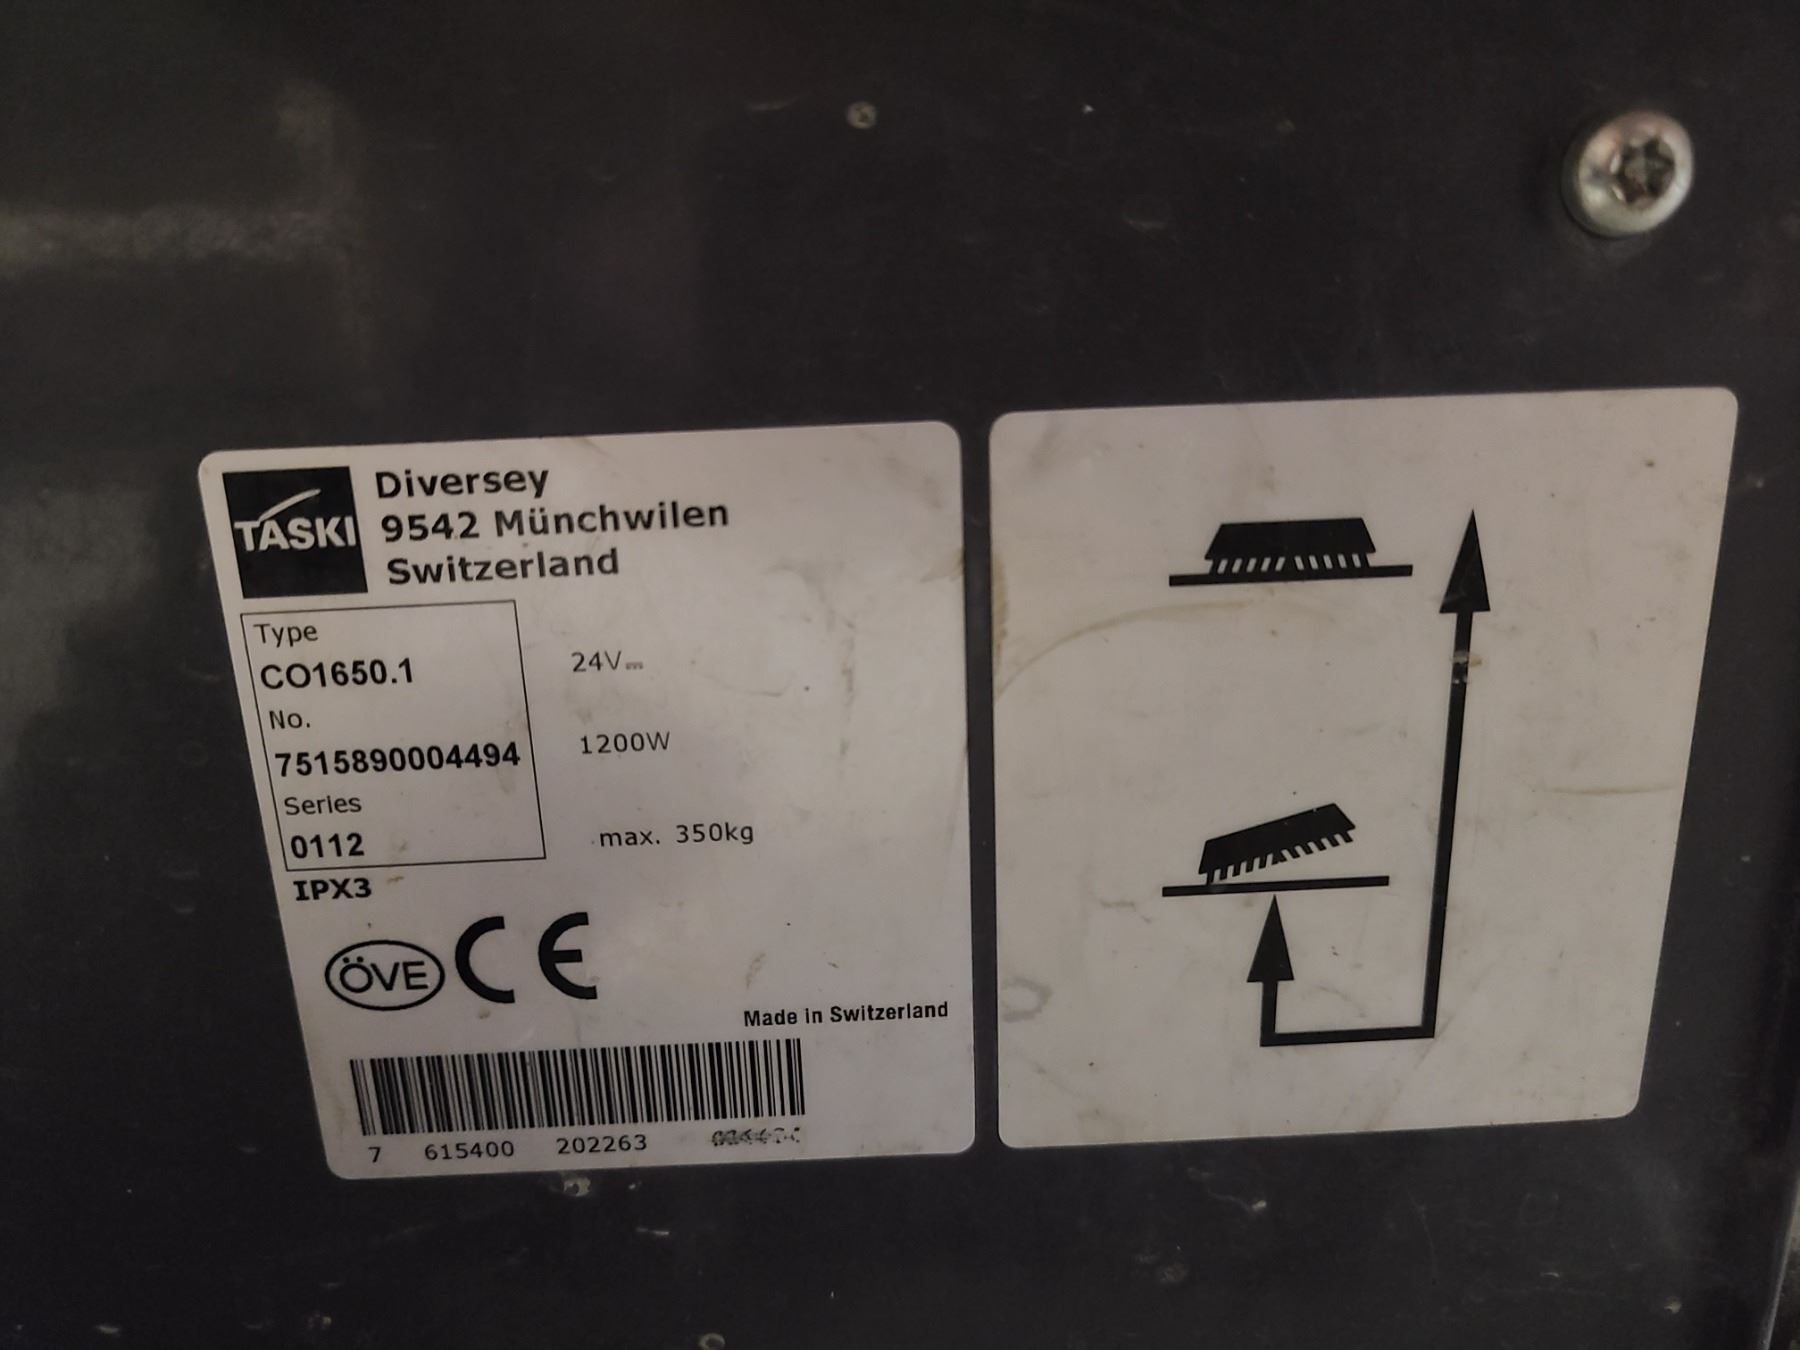 TASKI
Diversey
9542 Münchwilen
Switzerland
Type
CO1650.1
24V
No.
7515890004494
1200W
Series
0112
max. 350kg
IPX3
ÖVE CE
Made in Switzerland
7 615400 202263